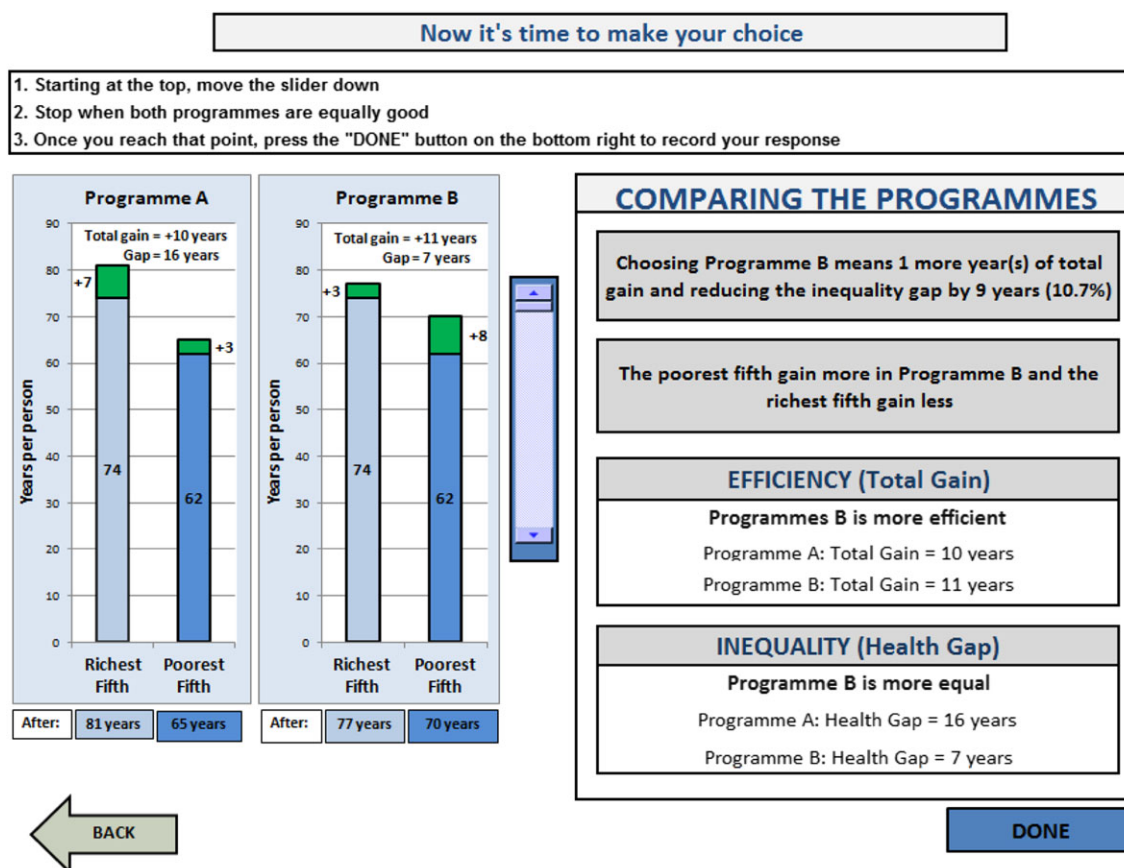 Now it's time to make your choice
1. Starting at the top, move the slider down
2. Stop when both programmes are equally good
3. Once you reach that point, press the "DONE" button on the bottom right to record your response
Programme A
Total gain = +10 years
Gap = 16 years
90
80
70
60
50
40
30
20
10
0
Years per person
+7
+3
74
62
Richest Fifth
Poorest Fifth
After:
81 years
65 years
Programme B
Total gain = +11 years
Gap = 7 years
90
80
70
60
50
40
30
20
10
0
Years per person
+3
+8
74
62
Richest Fifth
Poorest Fifth
After:
77 years
70 years
COMPARING THE PROGRAMMES
Choosing Programme B means 1 more year(s) of total
gain and reducing the inequality gap by 9 years (10.7%)
The poorest fifth gain more in Programme B and the
richest fifth gain less
EFFICIENCY (Total Gain)
Programmes B is more efficient
Programme A: Total Gain = 10 years
Programme B: Total Gain = 11 years
INEQUALITY (Health Gap)
Programme B is more equal
Programme A: Health Gap = 16 years
Programme B: Health Gap = 7 years
BACK
DONE